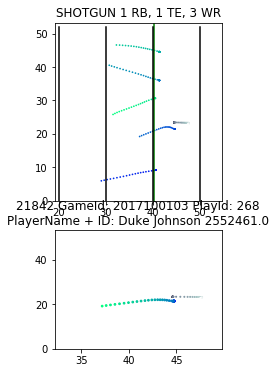 SHOTGUN 1 RB, 1 TE, 3 WR
50
40
30
20
10
0
20 30 40 50
21842 GameId: 2017100103 PlayId: 268
PlayerName + ID: Duke Johnson 2552461.0
40
20
0
35 40 45